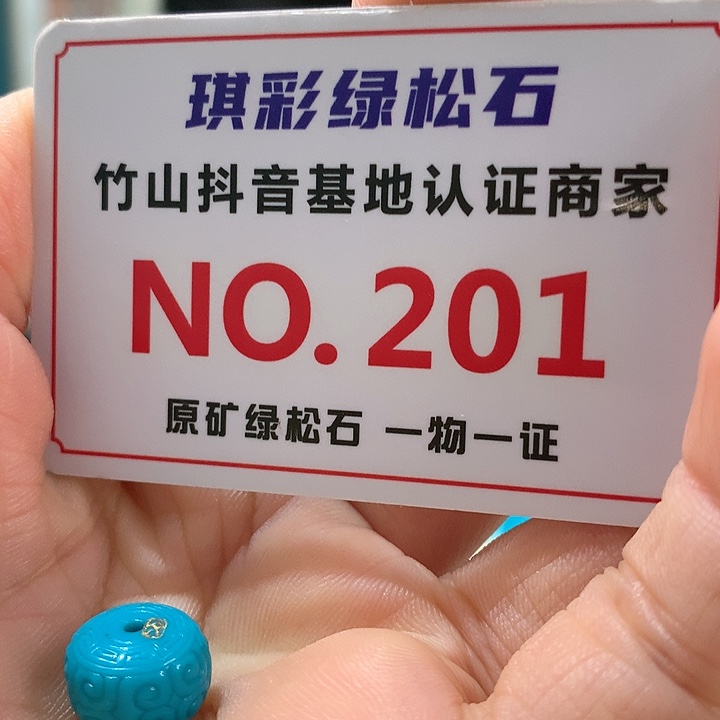 琪彩绿松石
竹山抖音基地认证商家
NO.201
原矿绿松石 一物一证